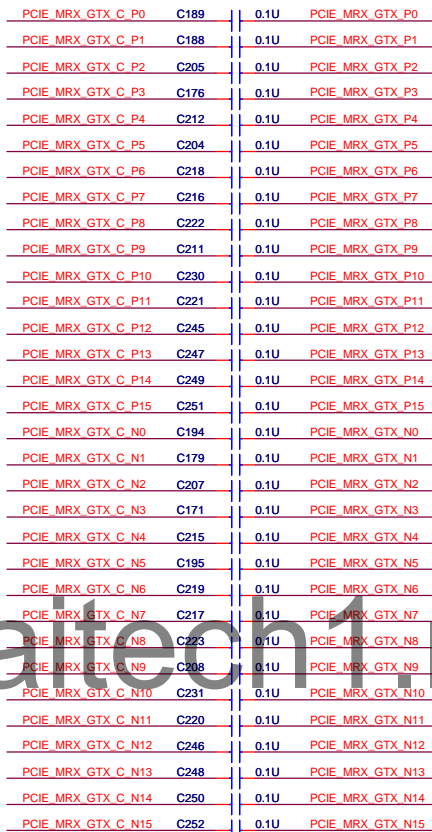 PCIE_MRX_GTX_C_P0 C189 0.1U PCIE_MRX_GTX_P0
PCIE_MRX_GTX_C_P1 C188 0.1U PCIE_MRX_GTX_P1
PCIE_MRX_GTX_C_P2 C205 0.1U PCIE_MRX_GTX_P2
PCIE_MRX_GTX_C_P3 C176 0.1U PCIE_MRX_GTX_P3
PCIE_MRX_GTX_C_P4 C212 0.1U PCIE_MRX_GTX_P4
PCIE_MRX_GTX_C_P5 C204 0.1U PCIE_MRX_GTX_P5
PCIE_MRX_GTX_C_P6 C218 0.1U PCIE_MRX_GTX_P6
PCIE_MRX_GTX_C_P7 C216 0.1U PCIE_MRX_GTX_P7
PCIE_MRX_GTX_C_P8 C222 0.1U PCIE_MRX_GTX_P8
PCIE_MRX_GTX_C_P9 C211 0.1U PCIE_MRX_GTX_P9
PCIE_MRX_GTX_C_P10 C230 0.1U PCIE_MRX_GTX_P10
PCIE_MRX_GTX_C_P11 C221 0.1U PCIE_MRX_GTX_P11
PCIE_MRX_GTX_C_P12 C245 0.1U PCIE_MRX_GTX_P12
PCIE_MRX_GTX_C_P13 C247 0.1U PCIE_MRX_GTX_P13
PCIE_MRX_GTX_C_P14 C249 0.1U PCIE_MRX_GTX_P14
PCIE_MRX_GTX_C_P15 C251 0.1U PCIE_MRX_GTX_P15
PCIE_MRX_GTX_C_N0 C194 0.1U PCIE_MRX_GTX_N0
PCIE_MRX_GTX_C_N1 C179 0.1U PCIE_MRX_GTX_N1
PCIE_MRX_GTX_C_N2 C207 0.1U PCIE_MRX_GTX_N2
PCIE_MRX_GTX_C_N3 C171 0.1U PCIE_MRX_GTX_N3
PCIE_MRX_GTX_C_N4 C215 0.1U PCIE_MRX_GTX_N4
PCIE_MRX_GTX_C_N5 C195 0.1U PCIE_MRX_GTX_N5
PCIE_MRX_GTX_C_N6 C219 0.1U PCIE_MRX_GTX_N6
PCIE_MRX_GTX_C_N7 C217 0.1U PCIE_MRX_GTX_N7
aitech1.
PCIE_MRX_GTX_C_N8 C223 0.1U PCIE_MRX_GTX_N8
PCIE_MRX_GTX_C_N9 C208 0.1U PCIE_MRX_GTX_N9
PCIE_MRX_GTX_C_N10 C231 0.1U PCIE_MRX_GTX_N10
PCIE_MRX_GTX_C_N11 C220 0.1U PCIE_MRX_GTX_N11
PCIE_MRX_GTX_C_N12 C246 0.1U PCIE_MRX_GTX_N12
PCIE_MRX_GTX_C_N13 C248 0.1U PCIE_MRX_GTX_N13
PCIE_MRX_GTX_C_N14 C250 0.1U PCIE_MRX_GTX_N14
PCIE_MRX_GTX_C_N15 C252 0.1U PCIE_MRX_GTX_N15